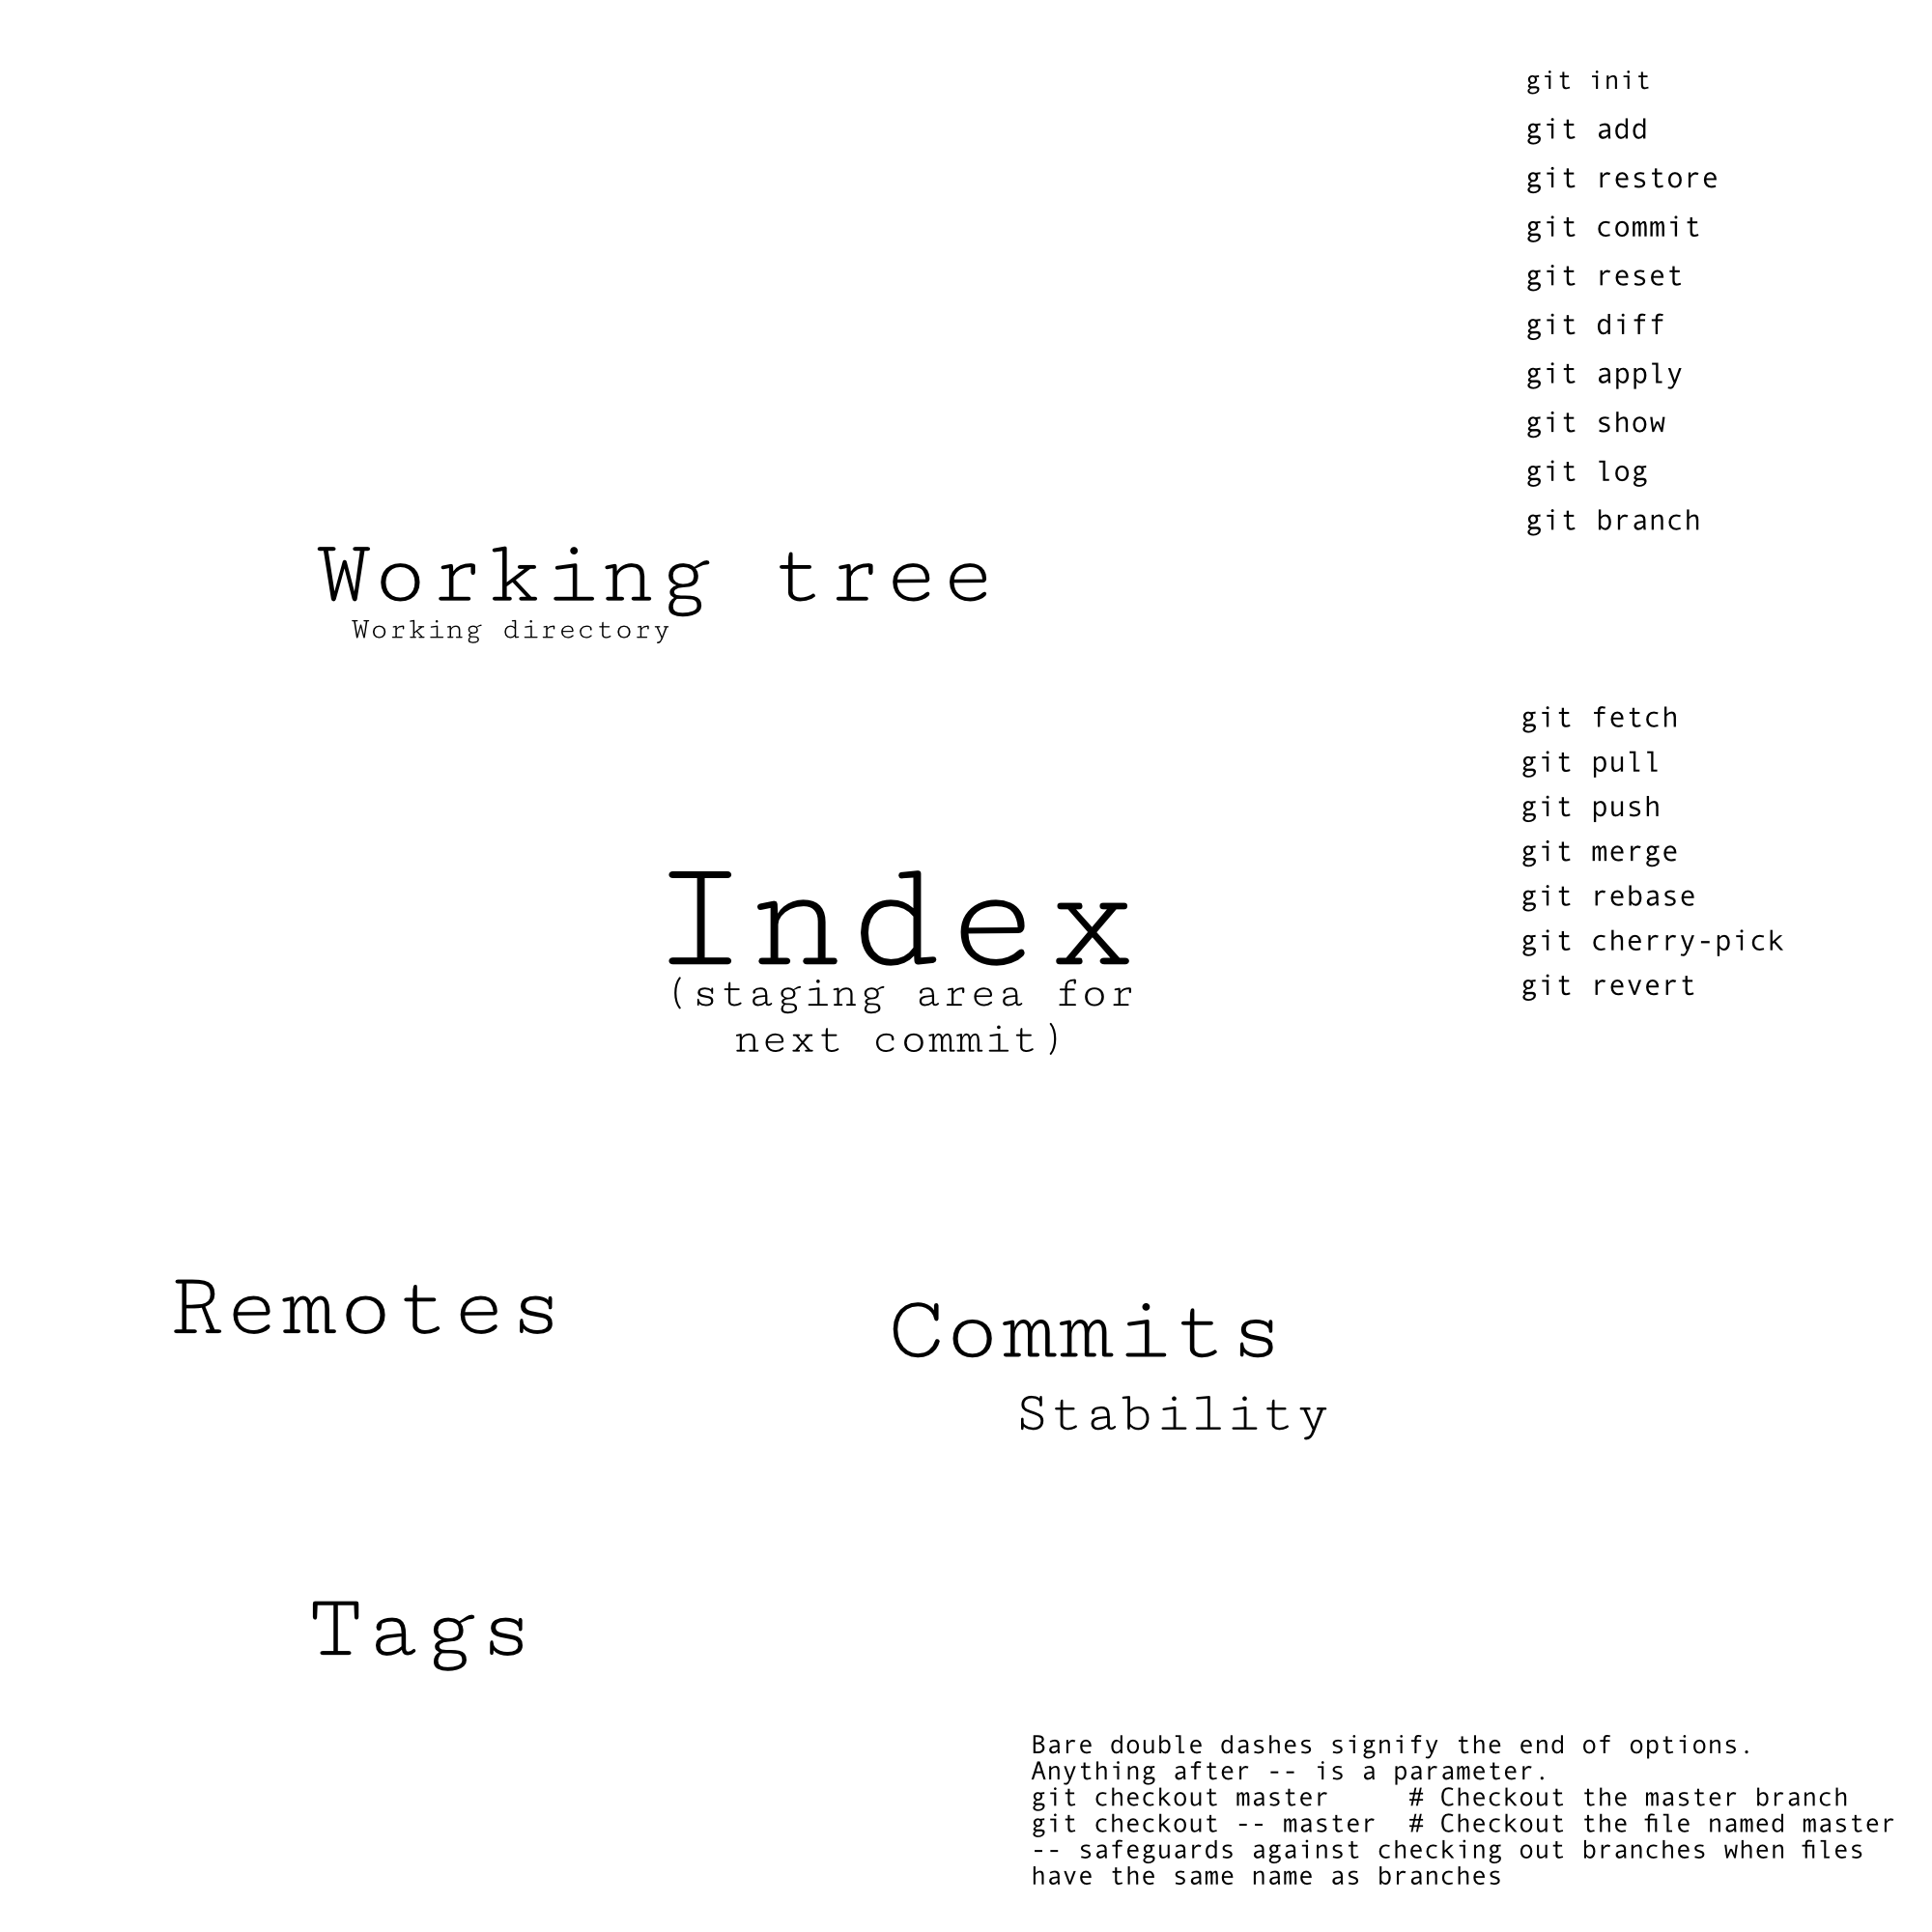 git init
git add
git restore
git commit
git reset
git diff
git apply
git show
git log
git branch
Working tree
Working directory
git fetch
git pull
git push
git merge
git rebase
git cherry-pick
git revert
Index
(staging area for
next commit)
Remotes
Commits
Stability
Tags
Bare double dashes signify the end of options.
Anything after -- is a parameter.
git checkout master     # Checkout the master branch
git checkout -- master  # Checkout the file named master
-- safeguards against checking out branches when files
have the same name as branches